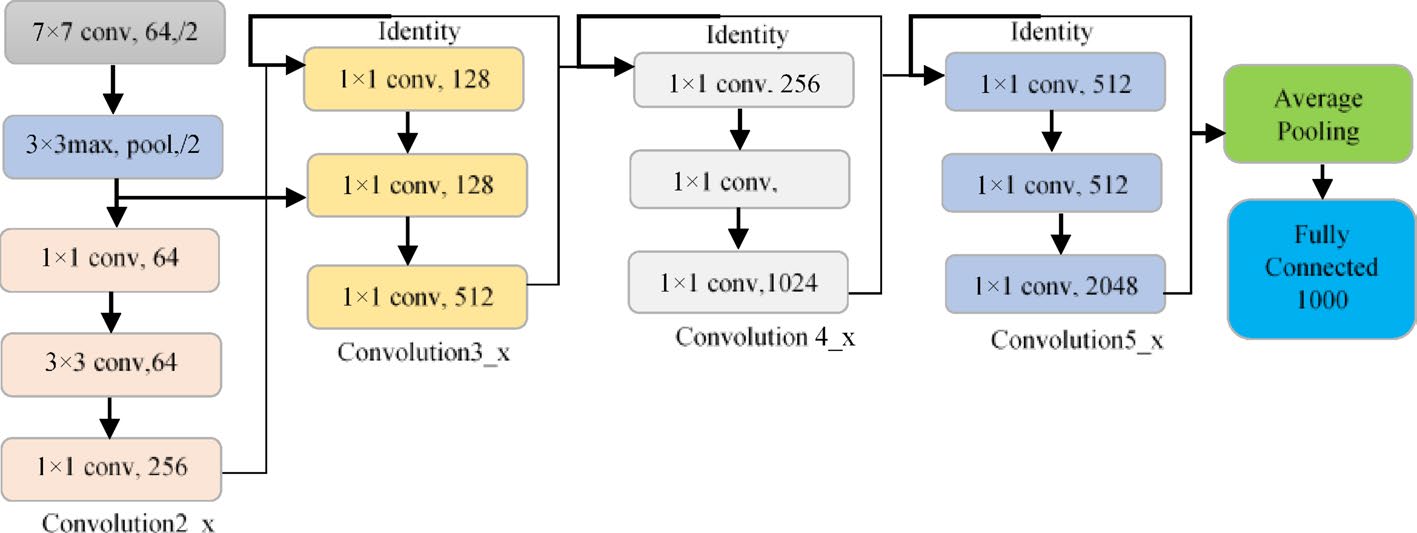 7×7 conv, 64,/2
3×3max, pool,/2
1×1 conv, 64
3×3 conv,64
1×1 conv, 256
Convolution2_x
Identity
1×1 conv, 128
1×1 conv, 128
1×1 conv, 512
Convolution3_x
Identity
1×1 conv. 256
1×1 conv,
1×1 conv,1024
Convolution 4_x
Identity
1×1 conv, 512
1×1 conv, 512
1×1 conv, 2048
Convolution5_x
Average
Pooling
Fully
Connected
1000